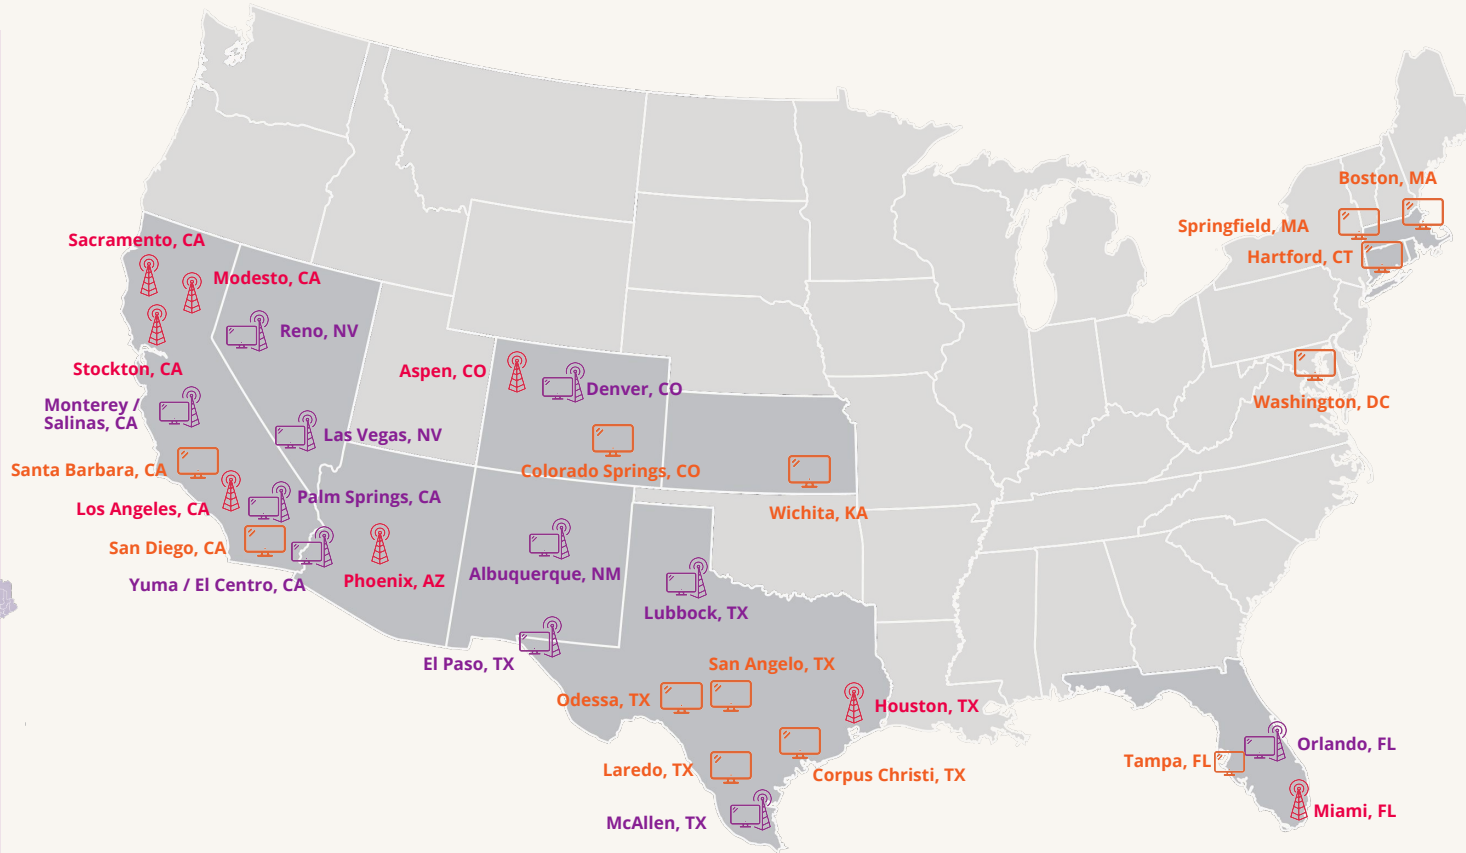 Boston, MA
Springfield, MA
Sacramento, CA
Hartford, CT
Modesto, CA
Reno, NV
Stockton, CA
Aspen, CO
Denver, CO
Monterey /
Salinas, CA
Washington, DC
Las Vegas, NV
Santa Barbara, CA
Colorado Springs, CO
Palm Springs, CA
Los Angeles, CA
Wichita, KA
San Diego, CA
Albuquerque, NM
Phoenix, AZ
Yuma / El Centro, CA
Lubbock, TX
El Paso, TX
San Angelo, TX
Odessa, TX
Houston, TX
Orlando, FL
Tampa, FL
Laredo, TX
Corpus Christi, TX
Miami, FL
McAllen, TX